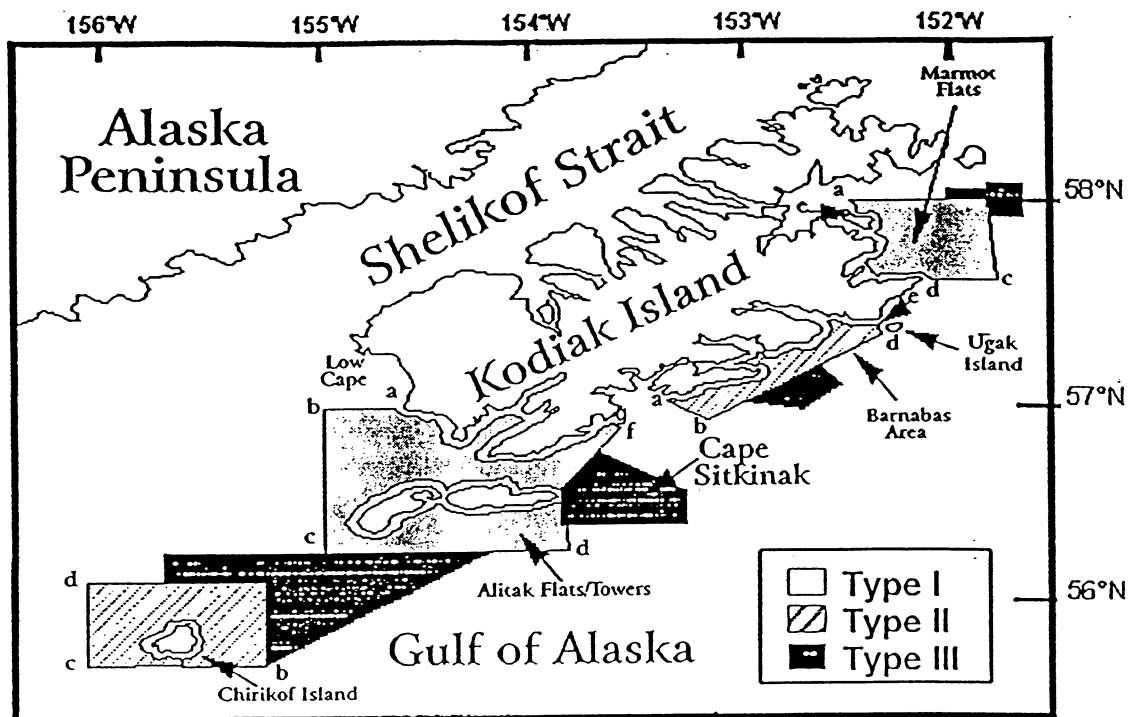 156°W 155°W 154°W 153°W 152°W
Marmot
Flats
Alaska
Peninsula
Shelikof Strait
58°N
a
c
c
d
e
Kodiak Island
d
Ugak
Island
Low
Cape
a
b
a
b
57°N
Barnabas
Area
f
Cape
Sitkinak
c
d
Alitak Flats/Towers
d
56°N
Gulf of Alaska
c
b
Chirikof Island
Type I
Type II
Type III